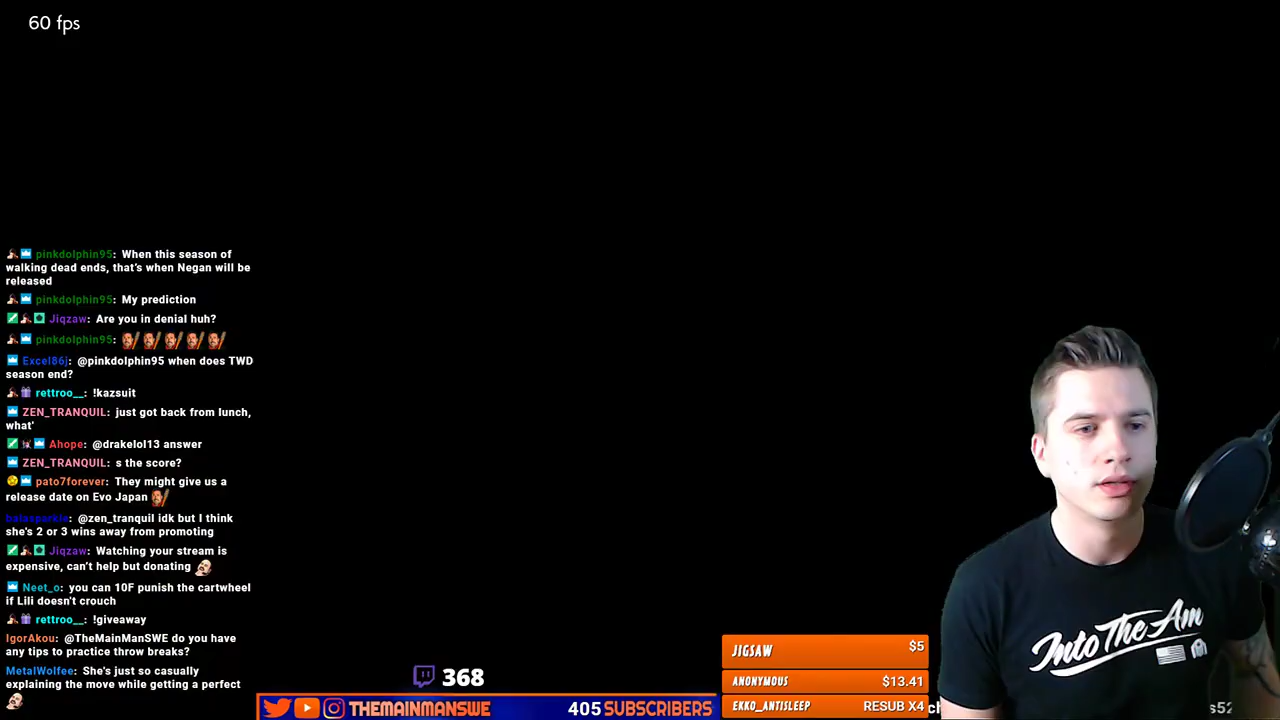 60 fps
pinkdolphin95: When this season of
walking dead ends, that's when Negan will be
released
pinkdolphin95: My prediction
Jiqzaw: Are you in denial huh?
pinkdolphin95:
Excel86j: @pinkdolphin95 when does TWD
season end?
rettroo__: !kazsuit
ZEN_TRANQUIL: just got back from lunch,
what'
Ahope: @drakelol13 answer
ZEN_TRANQUIL: s the score?
pato7forever: They might give us a
release date on Evo Japan
@zen_tranquil idk but I think
she's 2 or 3 wins away from promoting
Jiqzaw: Watching your stream is
expensive, can't help but donating
Neet_o: you can 10F punish the cartwheel
if Lili doesn't crouch
rettroo__: !giveaway
IgorAkou: @TheMainManSWE do you have
any tips to practice throw breaks?
MetalWolfee: She's just so casually
explaining the move while getting a perfect
368
THEMAINMANSWE 405 SUBSCRIBERS
JIGSAW $5
ANONYMOUS $13.41
EKKO_ANTISLEEP RESUB X4
Into The Am